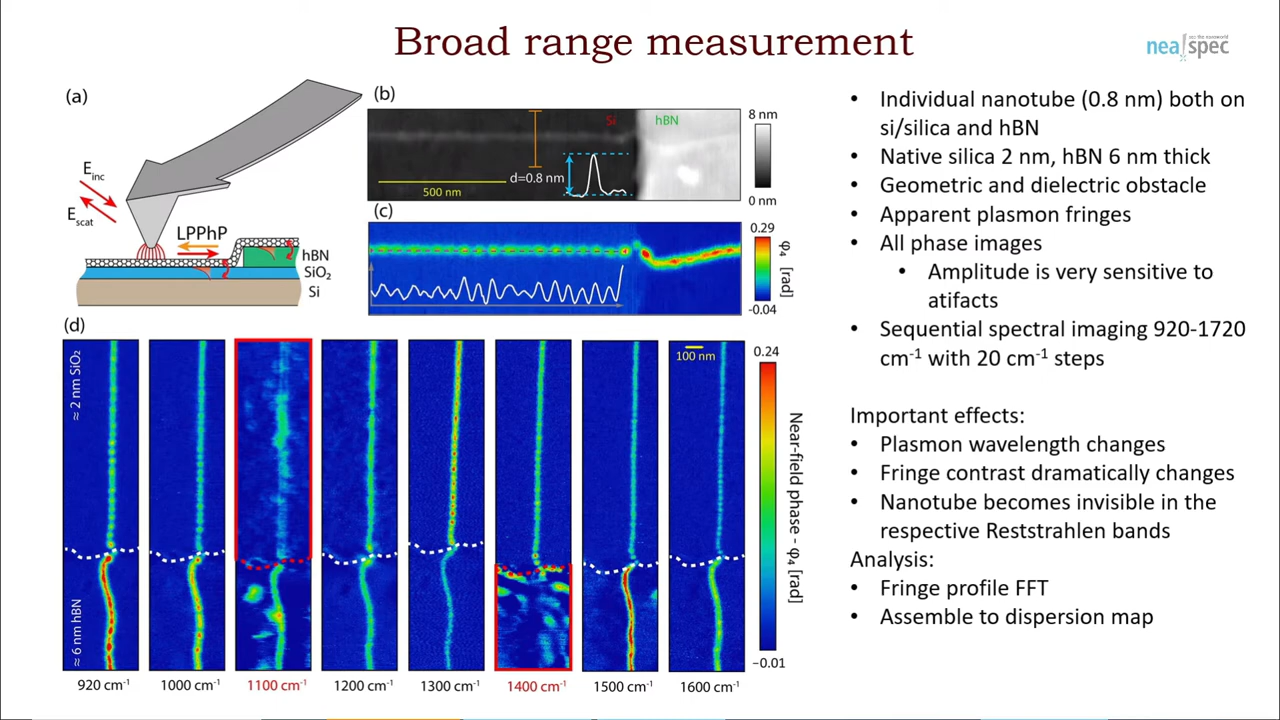 Broad range measurement
nea spec
see the nanoworld
(a)
E inc
E scat
LPPhP
hBN
SiO₂
Si
(b)
Si
hBN
500 nm
d=0.8 nm
8 nm
0 nm
(c)
0.29
φ₄ [rad]
-0.04
(d)
≈ 2 nm SiO₂
≈ 6 nm hBN
100 nm
0.24
Near-field phase - φ₄ [rad]
−0.01
920 cm⁻¹
1000 cm⁻¹
1100 cm⁻¹
1200 cm⁻¹
1300 cm⁻¹
1400 cm⁻¹
1500 cm⁻¹
1600 cm⁻¹
• Individual nanotube (0.8 nm) both on
si/silica and hBN
• Native silica 2 nm, hBN 6 nm thick
• Geometric and dielectric obstacle
• Apparent plasmon fringes
• All phase images
• Amplitude is very sensitive to
atifacts
• Sequential spectral imaging 920-1720
cm⁻¹ with 20 cm⁻¹ steps
Important effects:
• Plasmon wavelength changes
• Fringe contrast dramatically changes
• Nanotube becomes invisible in the
respective Reststrahlen bands
Analysis:
• Fringe profile FFT
• Assemble to dispersion map